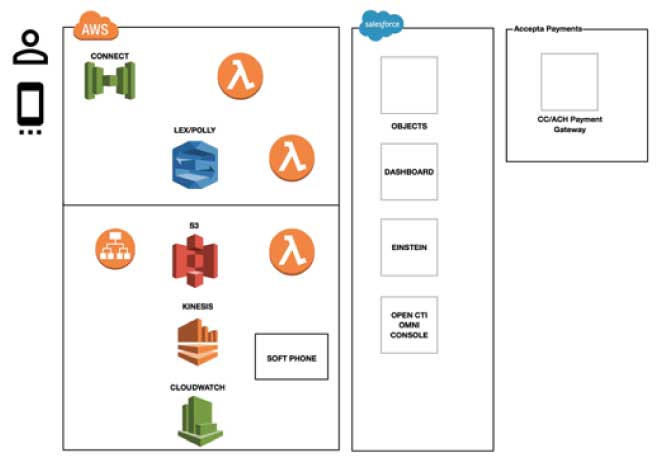 AWS
CONNECT
LEX/POLLY
S3
KINESIS
SOFT PHONE
CLOUDWATCH
salesforce
OBJECTS
DASHBOARD
EINSTEIN
OPEN CTI
OMNI
CONSOLE
Accepta Payments
CC/ACH Payment
Gateway